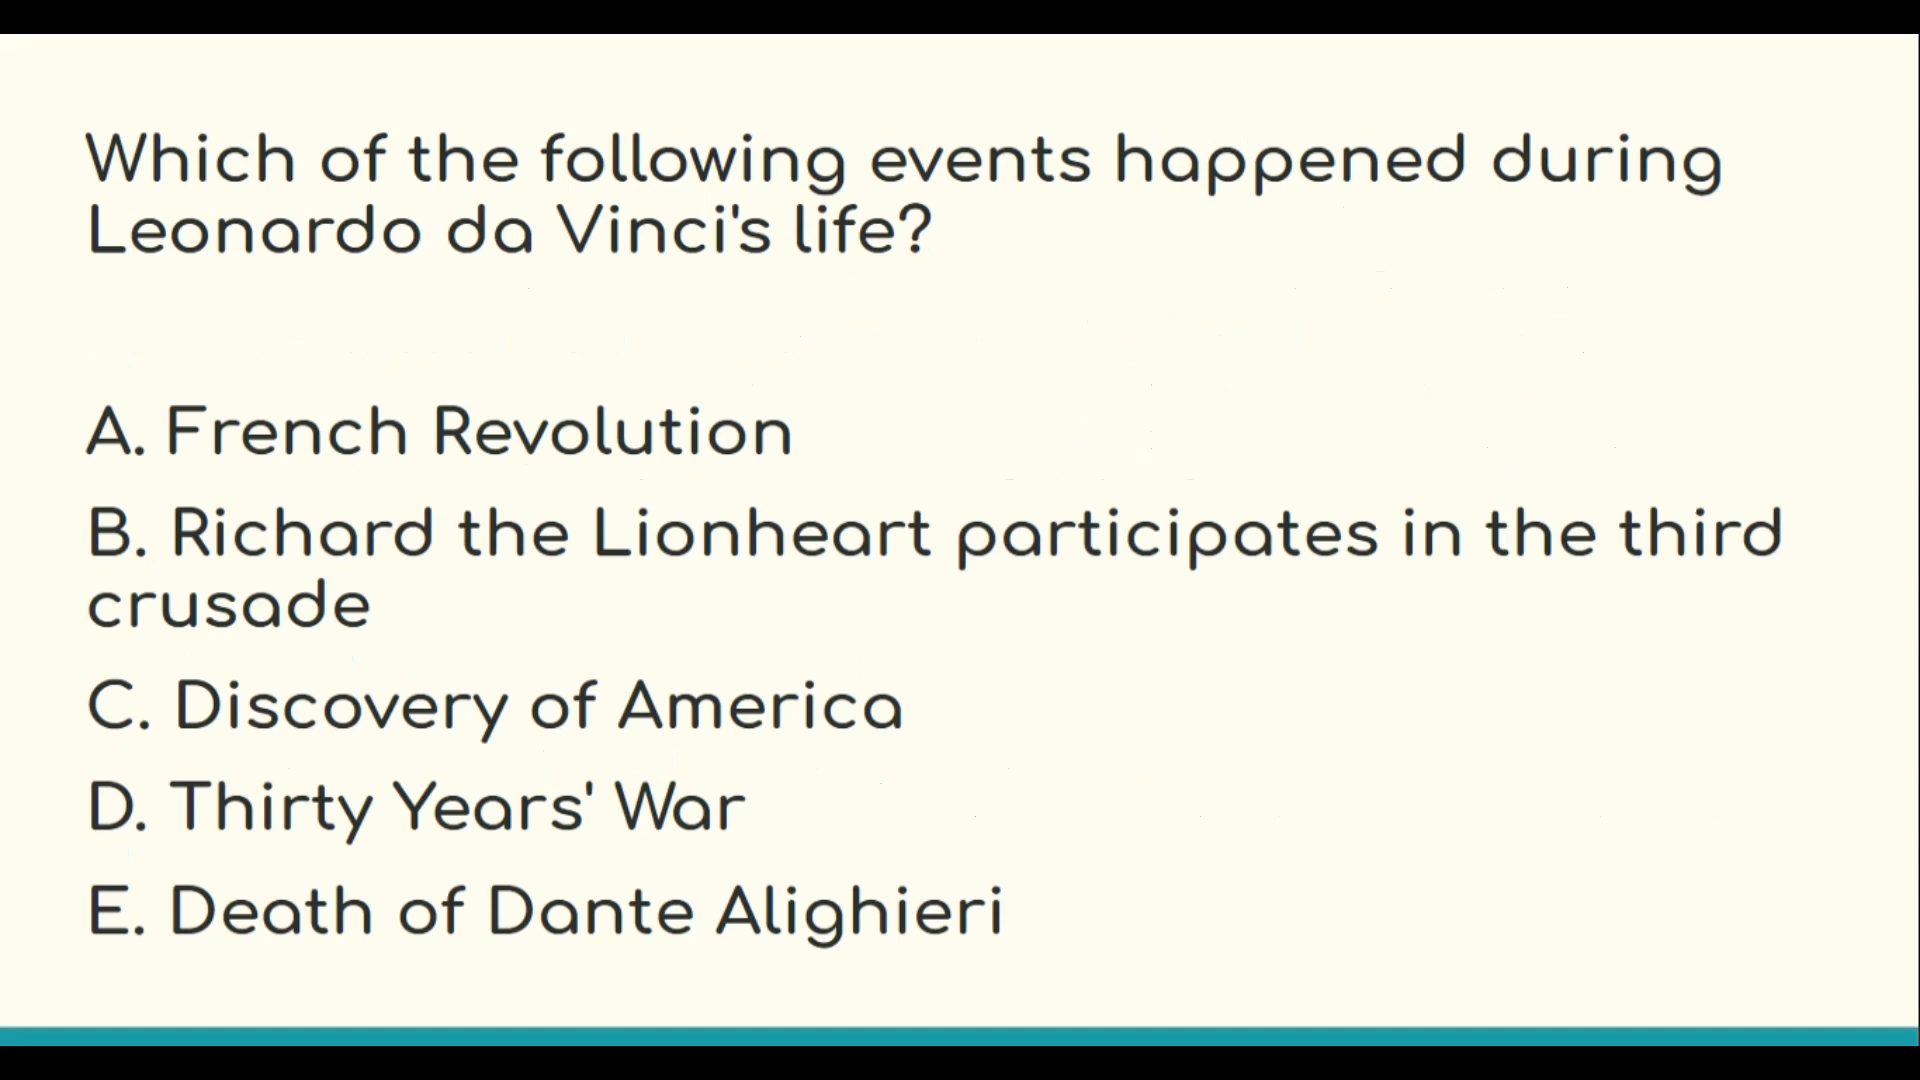 Which of the following events happened during
Leonardo da Vinci's life?
A. French Revolution
B. Richard the Lionheart participates in the third
crusade
C. Discovery of America
D. Thirty Years' War
E. Death of Dante Alighieri